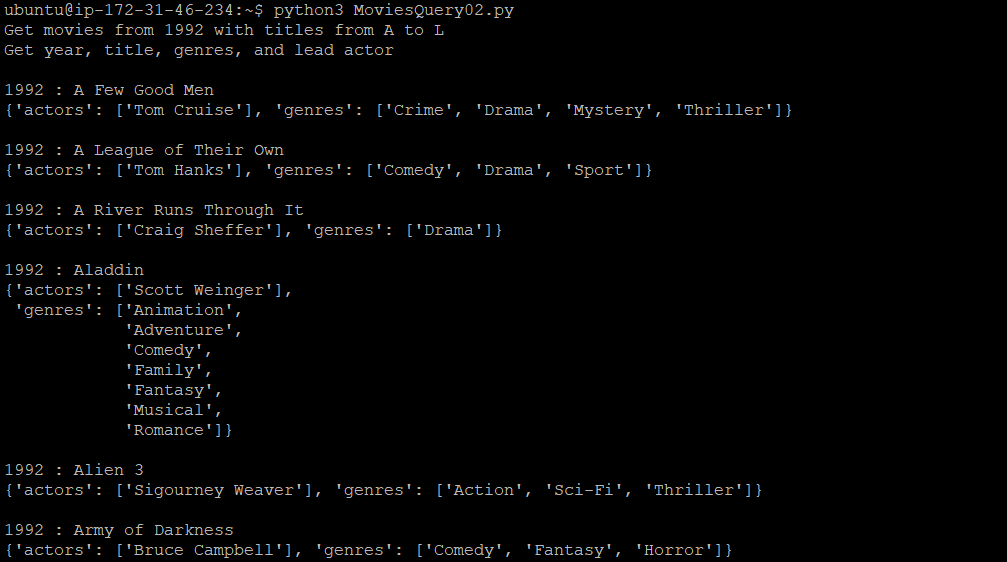 ubuntu@ip-172-31-46-234:~$ python3 MoviesQuery02.py
Get movies from 1992 with titles from A to L
Get year, title, genres, and lead actor

1992 : A Few Good Men
{'actors': ['Tom Cruise'], 'genres': ['Crime', 'Drama', 'Mystery', 'Thriller']}

1992 : A League of Their Own
{'actors': ['Tom Hanks'], 'genres': ['Comedy', 'Drama', 'Sport']}

1992 : A River Runs Through It
{'actors': ['Craig Sheffer'], 'genres': ['Drama']}

1992 : Aladdin
{'actors': ['Scott Weinger'],
 'genres': ['Animation',
            'Adventure',
            'Comedy',
            'Family',
            'Fantasy',
            'Musical',
            'Romance']}

1992 : Alien 3
{'actors': ['Sigourney Weaver'], 'genres': ['Action', 'Sci-Fi', 'Thriller']}

1992 : Army of Darkness
{'actors': ['Bruce Campbell'], 'genres': ['Comedy', 'Fantasy', 'Horror']}